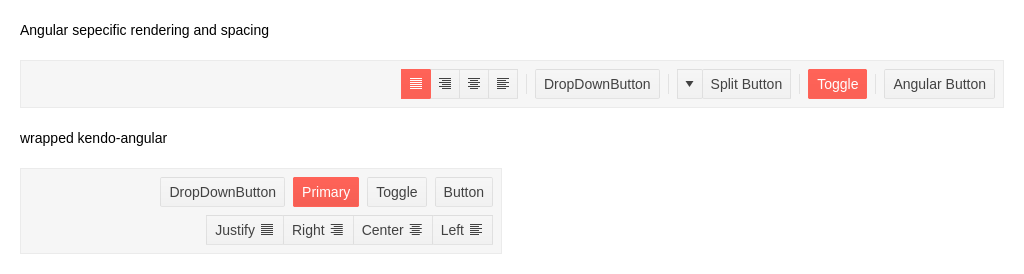 Angular sepecific rendering and spacing
DropDownButton Split Button Toggle Angular Button
wrapped kendo-angular
DropDownButton Primary Toggle Button
Justify Right Center Left